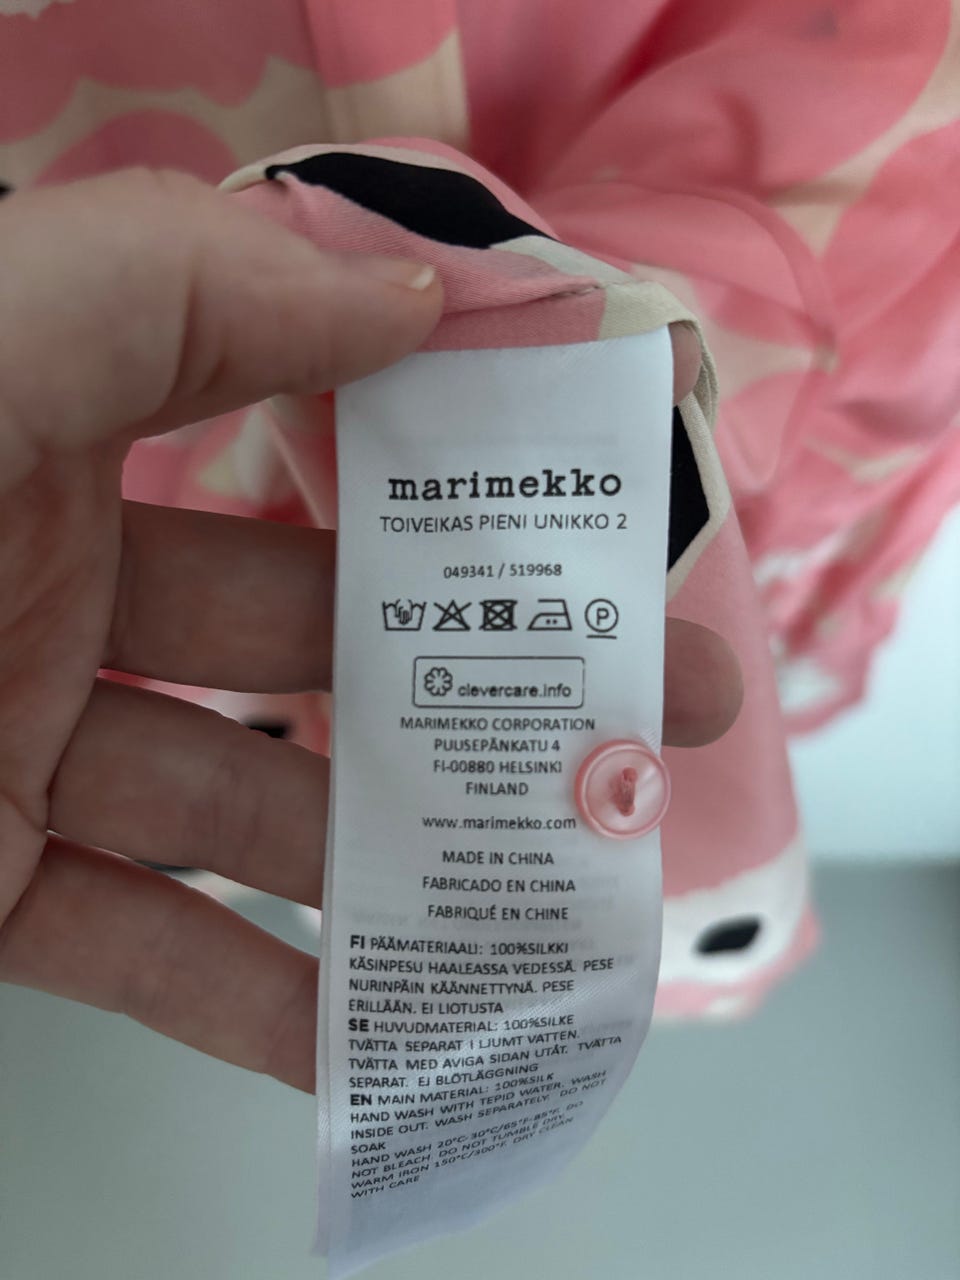 marimekko
TOIVEIKAS PIENI UNIKKO 2
049341 / 519968
P
clevercare.info
MARIMEKKO CORPORATION
PUUSEPÄNKATU 4
FI-00880 HELSINKI
FINLAND
www.marimekko.com
MADE IN CHINA
FABRICADO EN CHINA
FABRIQUÉ EN CHINE
FI PÄÄMATERIAALI: 100%SILKKI
KÄSINPESU HAALEASSA VEDESSÄ. PESE
NURINPÄIN KÄÄNNETTYNÄ. PESE
ERILLÄÄN. EI LIOTUSTA
SE HUVUDMATERIAL: 100%SILKE
TVÄTTA SEPARAT I LJUMT VATTEN.
TVÄTTA MED AVIGA SIDAN UTÅT. TVÄTTA
SEPARAT. EJ BLÖTLÄGGNING
EN MAIN MATERIAL: 100%SILK
HAND WASH WITH TEPID WATER. WASH
INSIDE OUT. WASH SEPARATELY. DO NOT
SOAK
HAND WASH 20°C-30°C/65°F-85°F. DO
NOT BLEACH. DO NOT TUMBLE DRY.
WARM IRON 150°C/300°F. DRY CLEAN
WITH CARE